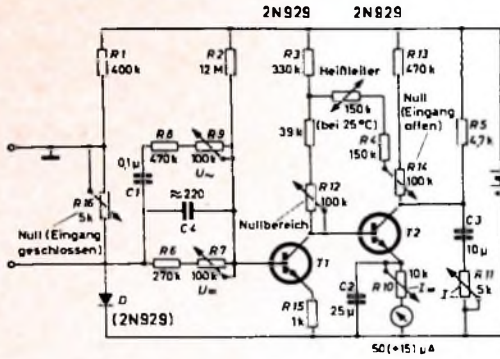 2N929
2N929
R1
400k
R2
12M
R3
330k
Heißleiter
R13
470k
150k
(bei 25°C)
Null (Eingang
offen)
R5
4,7k
R8
470k
R9
100k
U~
39k
R4
150k
R14
100k
0,1µ
C1
≈220
C4
R16
5k
Null (Eingang
geschlossen)
R12
100k
Nullbereich
T2
C3
10µ
R6
270k
R7
100k
U=
T1
D
(2N929)
R15
1k
C2
25µ
10k
R10
I=
R11
5k
I~
50(+15)µA